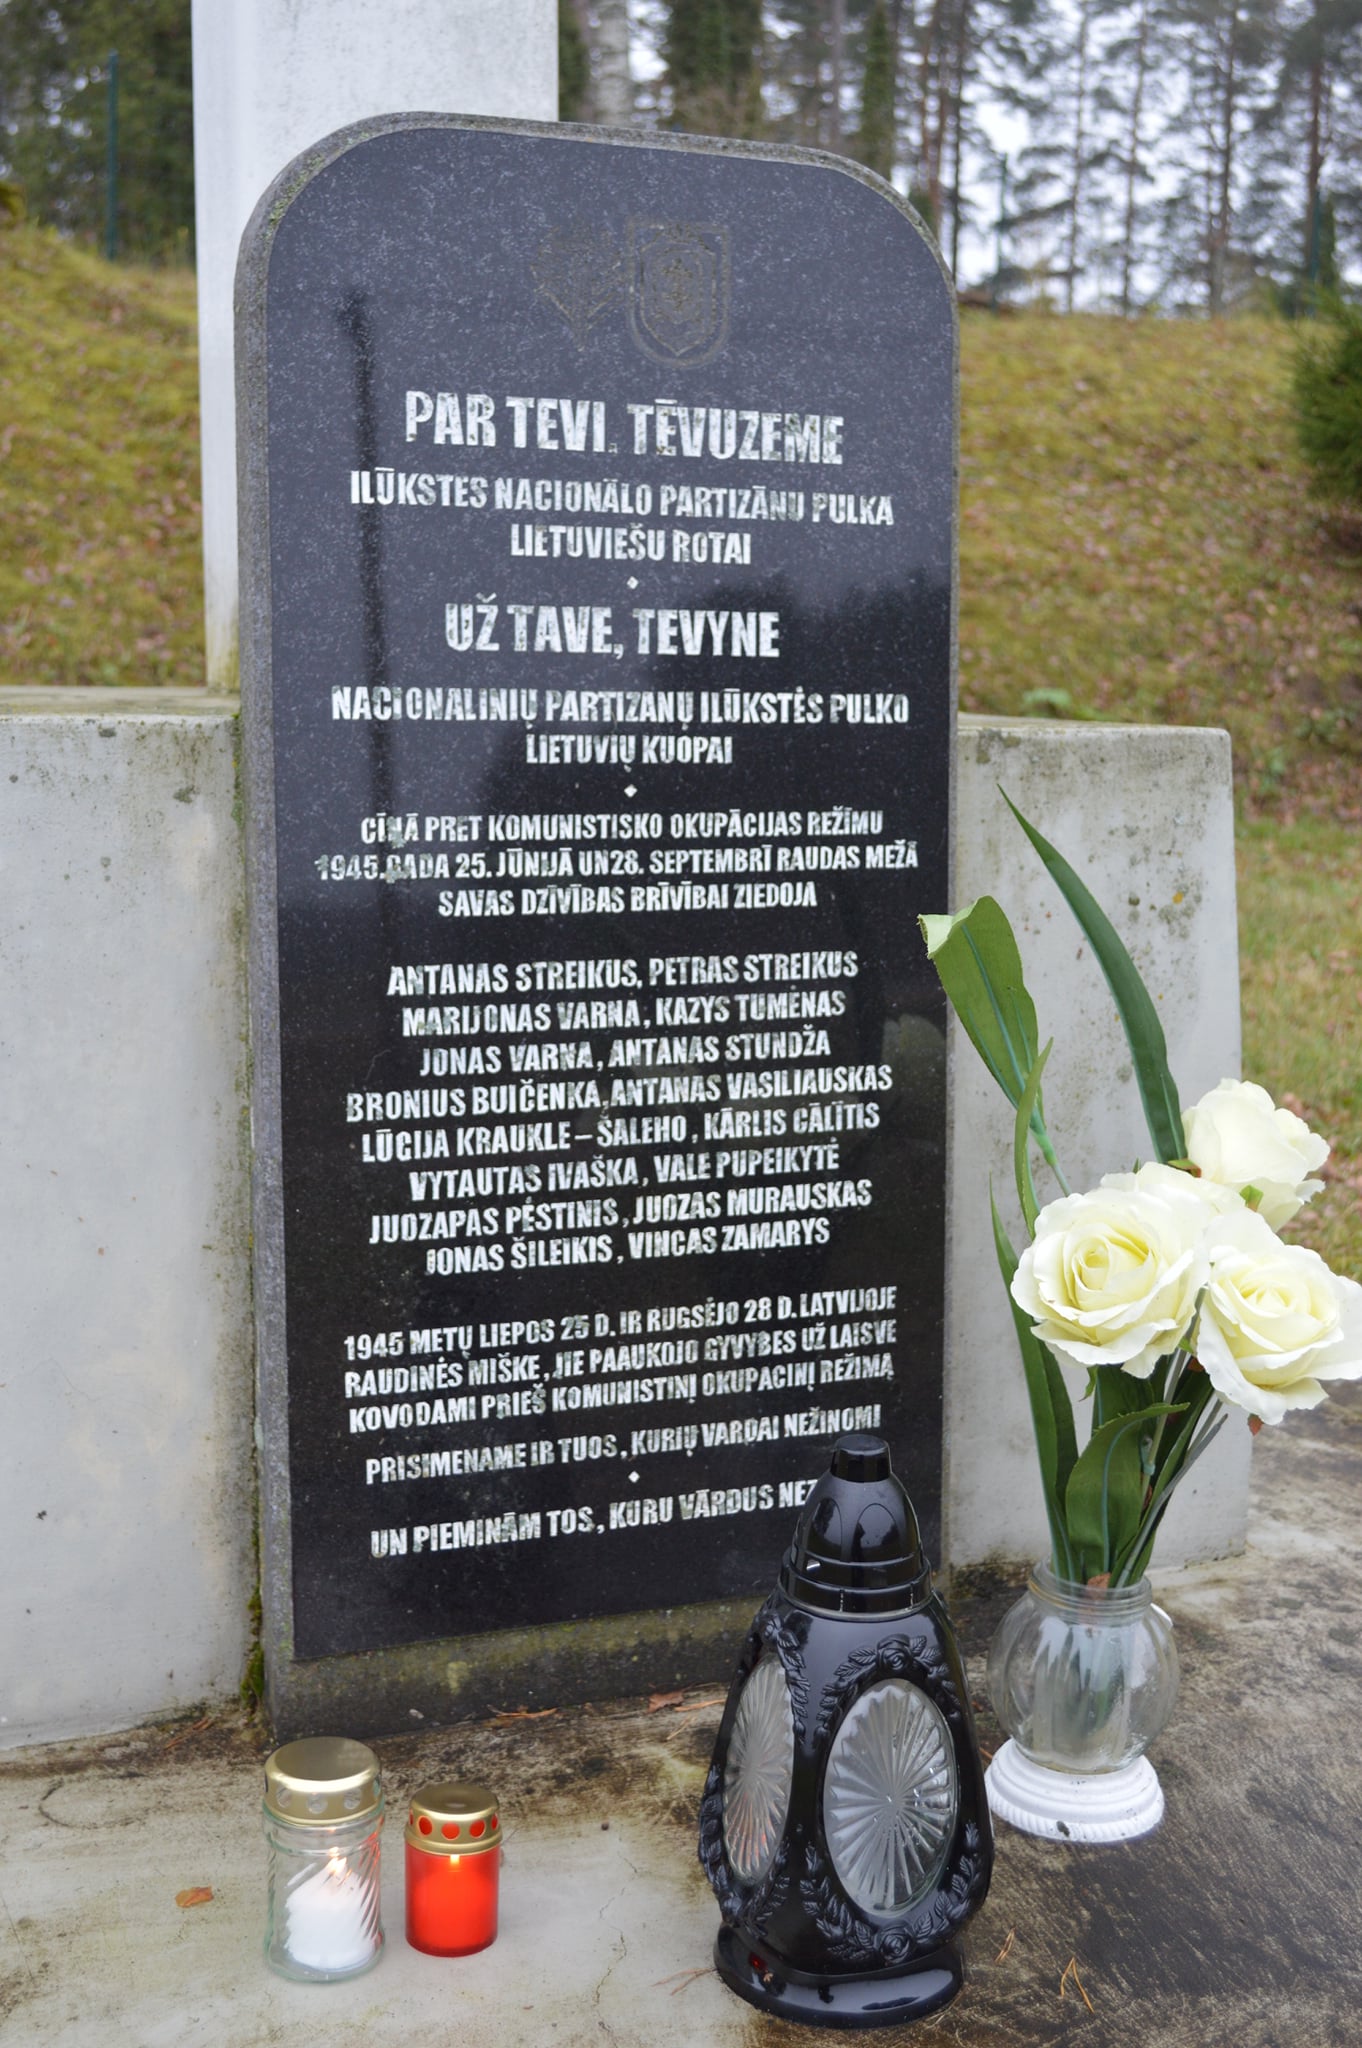 PAR TEVI. TĒVUZEME
ILŪKSTES NACIONĀLO PARTIZĀNU PULKA
LIETUVIEŠU ROTAI
UŽ TAVE, TEVYNE
NACIONALINIŲ PARTIZANŲ ILŪKSTĖS PULKO
LIETUVIŲ KUOPAI
CĪŅĀ PRET KOMUNISTISKO OKUPĀCIJAS REŽĪMU
1945.GADA 25. JŪNIJĀ UN 28. SEPTEMBRĪ RAUDAS MEŽĀ
SAVAS DZĪVĪBAS BRĪVĪBAI ZIEDOJA
ANTANAS STREIKUS, PETRAS STREIKUS
MARIJONAS VARNA, KAZYS TUMĖNAS
JONAS VARNA, ANTANAS STUNDŽA
BRONIUS BUIČENKA, ANTANAS VASILIAUSKAS
LŪCIJA KRAUKLE – ŠALEHO, KĀRLIS CĀLĪTIS
VYTAUTAS IVAŠKA, VALĖ PUPEIKYTĖ
JUOZAPAS PĖSTINIS, JUOZAS MURAUSKAS
JONAS ŠILEIKIS, VINCAS ZAMARYS
1945 METŲ LIEPOS 25 D. IR RUGSĖJO 28 D. LATVIJOJE
RAUDINĖS MIŠKE, JIE PAAUKOJO GYVYBES UŽ LAISVE
KOVODAMI PRIEŠ KOMUNISTINĮ OKUPACINĮ REŽIMĄ
PRISIMENAME IR TUOS, KURIŲ VARDAI NEŽINOMI
UN PIEMINĀM TOS, KURU VĀRDUS